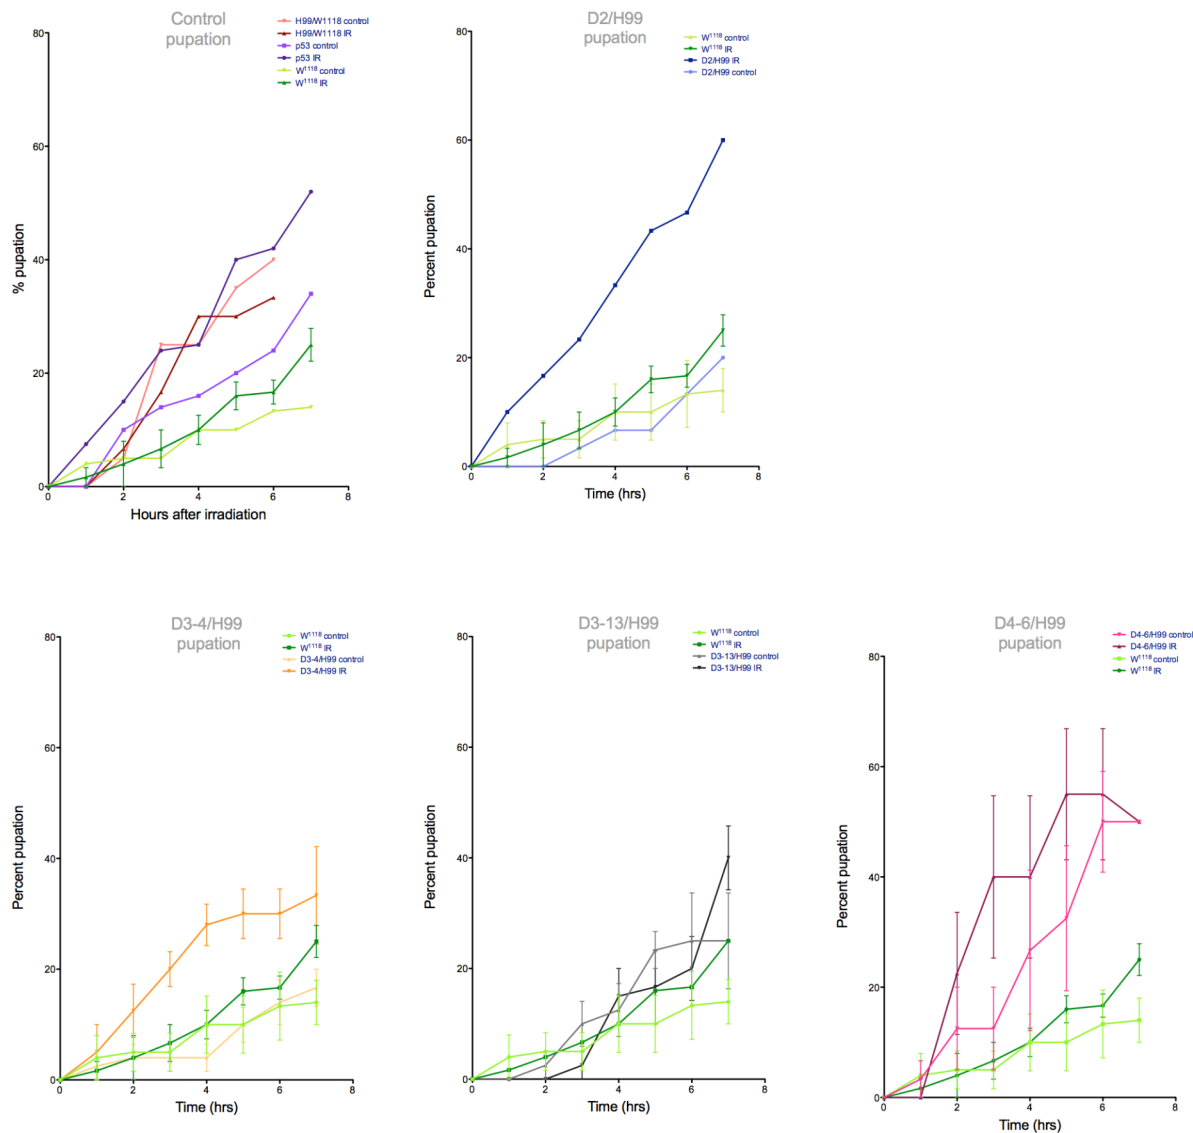 Control
pupation
H99/W1118 control
H99/W1118 IR
p53 control
p53 IR
W¹¹¹⁸ control
W¹¹¹⁸ IR
80
60
40
20
0
% pupation
2
4
6
8
0
Hours after irradiation
D2/H99
pupation
W¹¹¹⁸ control
W¹¹¹⁸ IR
D2/H99 IR
D2/H99 control
80
60
40
20
0
Percent pupation
0
2
4
6
8
Time (hrs)
D3-4/H99
pupation
W¹¹¹⁸ control
W¹¹¹⁸ IR
D3-4/H99 control
D3-4/H99 IR
80
60
40
20
0
Percent pupation
0
2
4
6
8
Time (hrs)
D3-13/H99
pupation
W¹¹¹⁸ control
W¹¹¹⁸ IR
D3-13/H99 control
D3-13/H99 IR
80
60
40
20
0
Percent pupation
0
2
4
6
8
Time (hrs)
D4-6/H99
pupation
D4-6/H99 control
D4-6/H99 IR
W¹¹¹⁸ control
W¹¹¹⁸ IR
80
60
40
20
0
Percent pupation
0
2
4
6
8
Time (hrs)